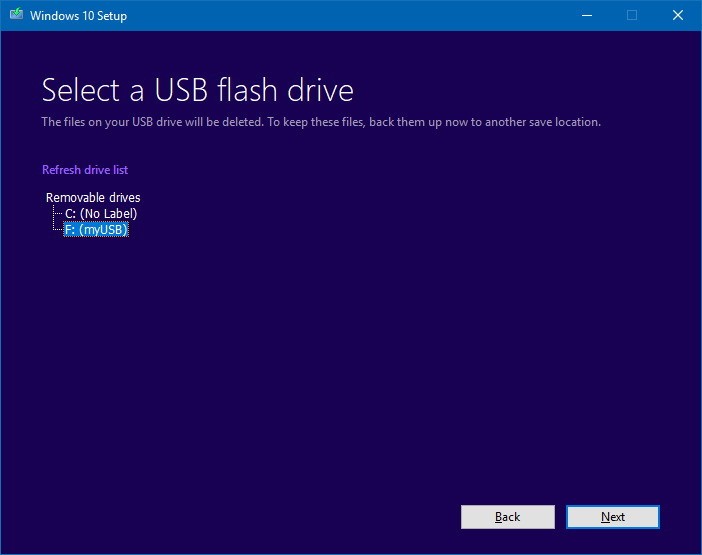 Windows 10 Setup
Select a USB flash drive
The files on your USB drive will be deleted. To keep these files, back them up now to another save location.
Refresh drive list
Removable drives
C: (No Label)
F: (myUSB)
Back
Next